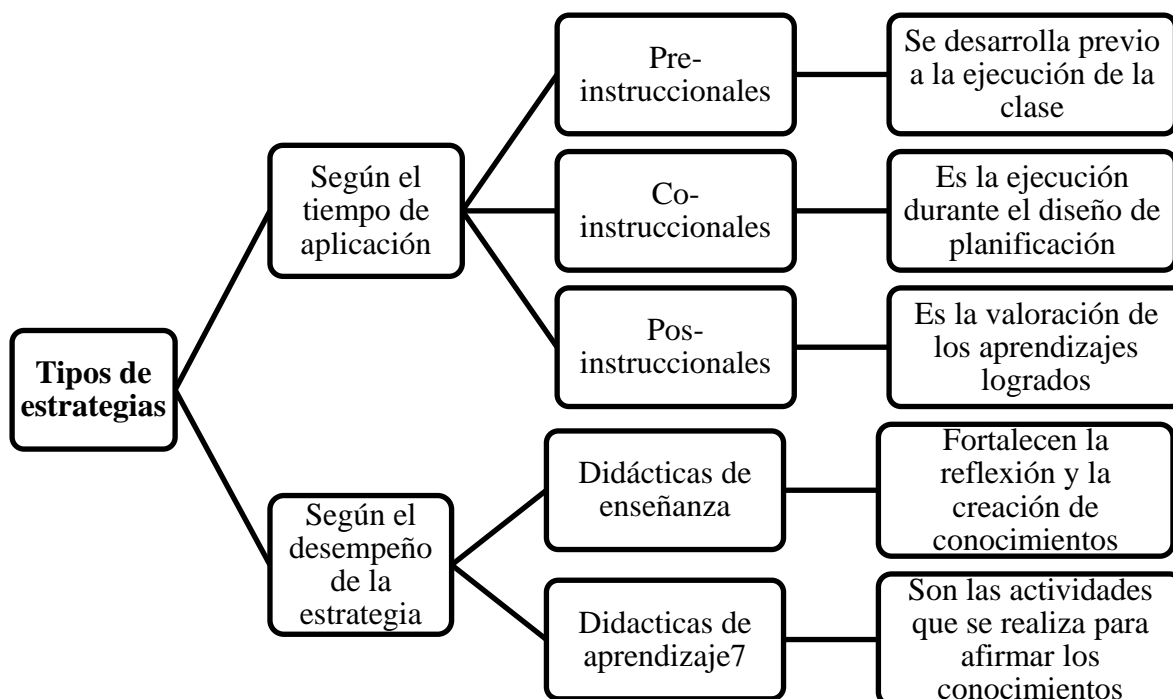 Tipos de
estrategias
Según el
tiempo de
aplicación
Pre-
instruccionales
Se desarrolla previo
a la ejecución de la
clase
Co-
instruccionales
Es la ejecución
durante el diseño de
planificación
Pos-
instruccionales
Es la valoración de
los aprendizajes
logrados
Según el
desempeño
de la
estrategia
Didácticas de
enseñanza
Fortalecen la
reflexión y la
creación de
conocimientos
Didacticas de
aprendizaje7
Son las actividades
que se realiza para
afirmar los
conocimientos